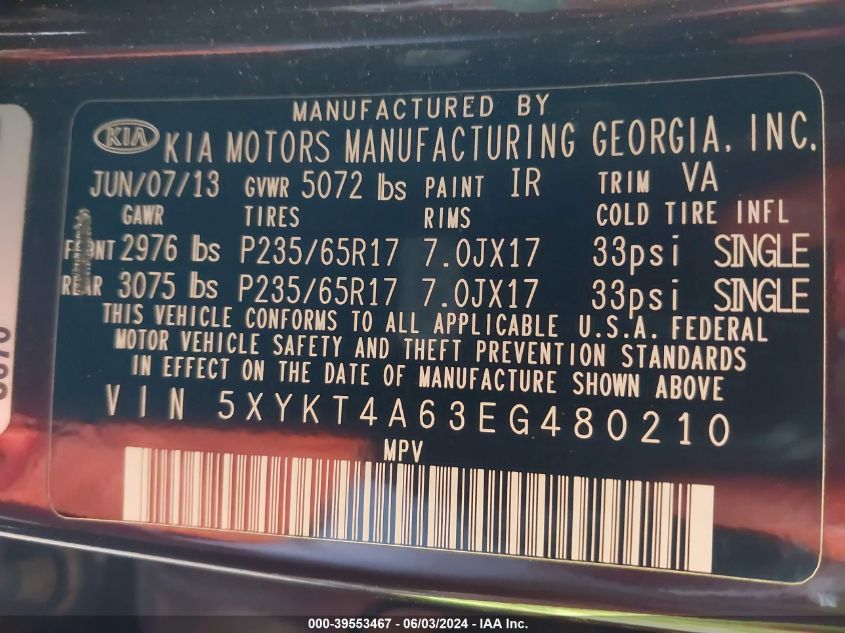 MANUFACTURED BY
KIA KIA MOTORS MANUFACTURING GEORGIA, INC.
JUN/07/13 GVWR 5072 lbs PAINT IR TRIM VA
GAWR TIRES RIMS COLD TIRE INFL
FRONT 2976 lbs P235/65R17 7.0JX17 33psi SINGLE
REAR 3075 lbs P235/65R17 7.0JX17 33psi SINGLE
THIS VEHICLE CONFORMS TO ALL APPLICABLE U.S.A. FEDERAL
MOTOR VEHICLE SAFETY AND THEFT PREVENTION STANDARDS
IN EFFECT ON THE DATE OF MANUFACTURE SHOWN ABOVE
VIN 5XYKT4A63EG480210
MPV
000-39553467 - 06/03/2024 - IAA Inc.